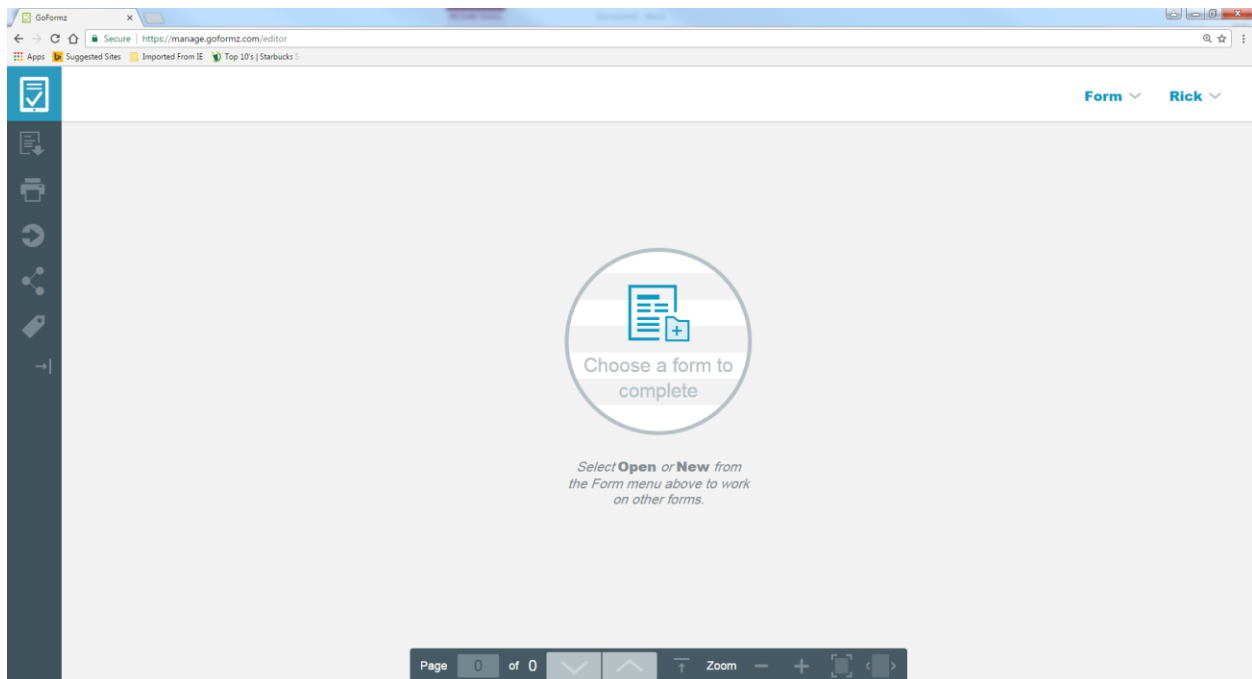 GoFormz
Secure | https://manage.goformz.com/editor
Apps Suggested Sites Imported From IE Top 10's | Starbucks S
Form Rick
Choose a form to
complete
Select Open or New from
the Form menu above to work
on other forms.
Page 0 of 0 Zoom